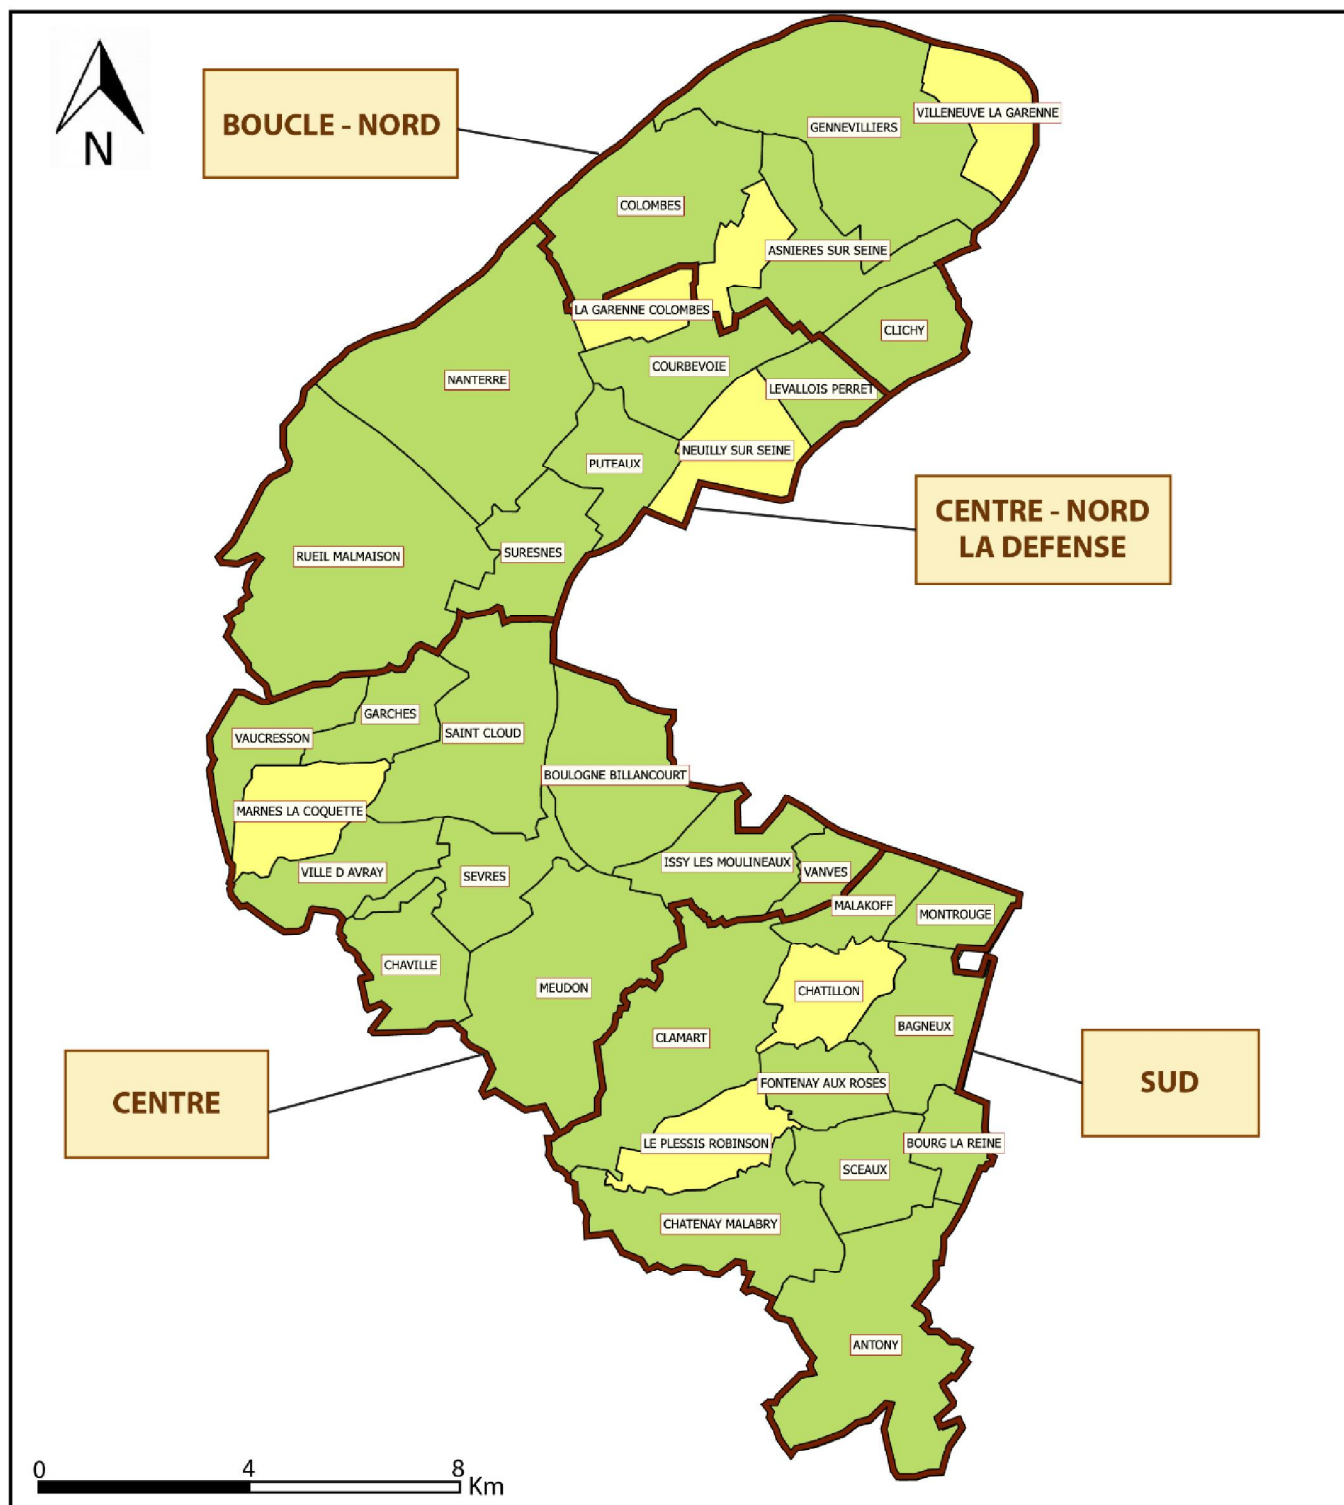 N
BOUCLE - NORD
VILLENEUVE LA GARENNE
GENNEVILLIERS
COLOMBES
ASNIERES SUR SEINE
LA GARENNE COLOMBES
CLICHY
COURBEVOIE
NANTERRE
LEVALLOIS PERRET
NEUILLY SUR SEINE
PUTEAUX
CENTRE - NORD
LA DEFENSE
RUEIL MALMAISON
SURESNES
GARCHES
SAINT CLOUD
VAUCRESSON
BOULOGNE BILLANCOURT
MARNES LA COQUETTE
ISSY LES MOULINEAUX
VILLE D AVRAY
SEVRES
VANVES
MALAKOFF
MONTROUGE
CHAVILLE
MEUDON
CHATILLON
BAGNEUX
CLAMART
CENTRE
FONTENAY AUX ROSES
SUD
LE PLESSIS ROBINSON
BOURG LA REINE
SCEAUX
CHATENAY MALABRY
ANTONY
0 4 8 Km